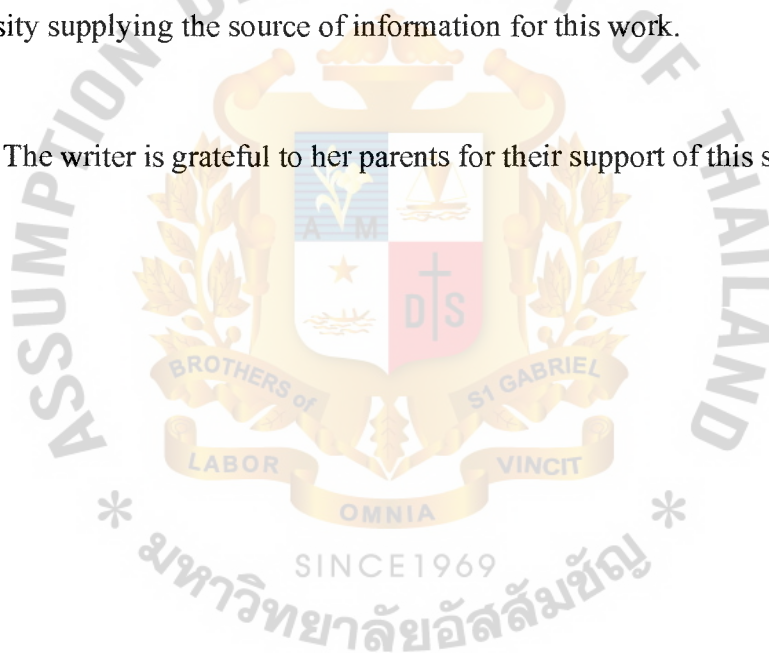 sity supplying the source of information for this work.
The writer is grateful to her parents for their support of this s
ASSUMPTION
OF
THAILAND
A M
D S
BROTHERS of
S1 GABRIEL
LABOR
VINCIT
OMNIA
* *
SINCE1969
มหาวิทยาลัยอัสสัมชัญ